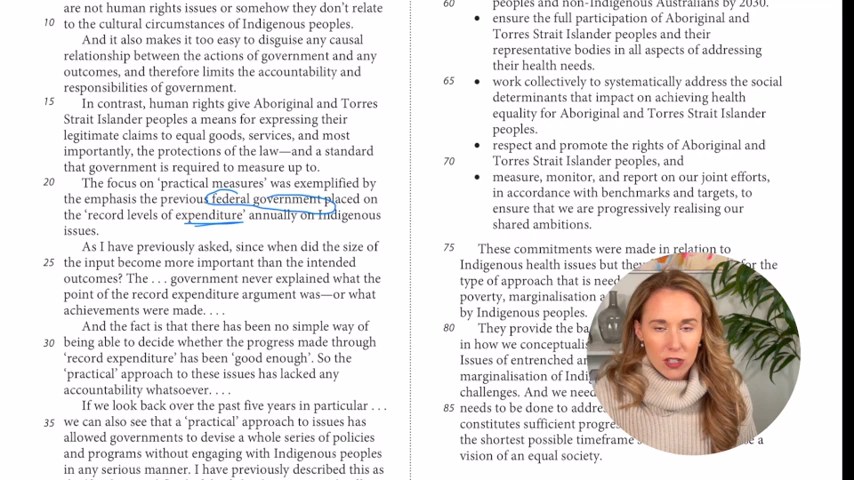 are not human rights issues or somehow they don't relate
10 to the cultural circumstances of Indigenous peoples.
And it also makes it too easy to disguise any causal
relationship between the actions of government and any
outcomes, and therefore limits the accountability and
responsibilities of government.
15 In contrast, human rights give Aboriginal and Torres
Strait Islander peoples a means for expressing their
legitimate claims to equal goods, services, and most
importantly, the protections of the law—and a standard
that government is required to measure up to.
20 The focus on ‘practical measures’ was exemplified by
the emphasis the previous federal government placed on
the ‘record levels of expenditure’ annually on Indigenous
issues.
As I have previously asked, since when did the size of
25 the input become more important than the intended
outcomes? The . . . government never explained what the
point of the record expenditure argument was—or what
achievements were made. . . .
And the fact is that there has been no simple way of
30 being able to decide whether the progress made through
‘record expenditure’ has been ‘good enough’. So the
‘practical’ approach to these issues has lacked any
accountability whatsoever. . . .
If we look back over the past five years in particular . . .
35 we can also see that a ‘practical’ approach to issues has
allowed governments to devise a whole series of policies
and programs without engaging with Indigenous peoples
in any serious manner. I have previously described this as
60 peoples and non-Indigenous Australians by 2030.
• ensure the full participation of Aboriginal and
Torres Strait Islander peoples and their
representative bodies in all aspects of addressing
their health needs.
65 • work collectively to systematically address the social
determinants that impact on achieving health
equality for Aboriginal and Torres Strait Islander
peoples.
• respect and promote the rights of Aboriginal and
70 Torres Strait Islander peoples, and
• measure, monitor, and report on our joint efforts,
in accordance with benchmarks and targets, to
ensure that we are progressively realising our
shared ambitions.
75 These commitments were made in relation to
Indigenous health issues but for the
type of approach that is
poverty, marginalisation
by Indigenous peoples.
80 They provide the
in how we
Issues of entrenched
marginalisation of
challenges. And we
85 needs to be done to
constitutes sufficient
the shortest possible timeframe a
vision of an equal society.